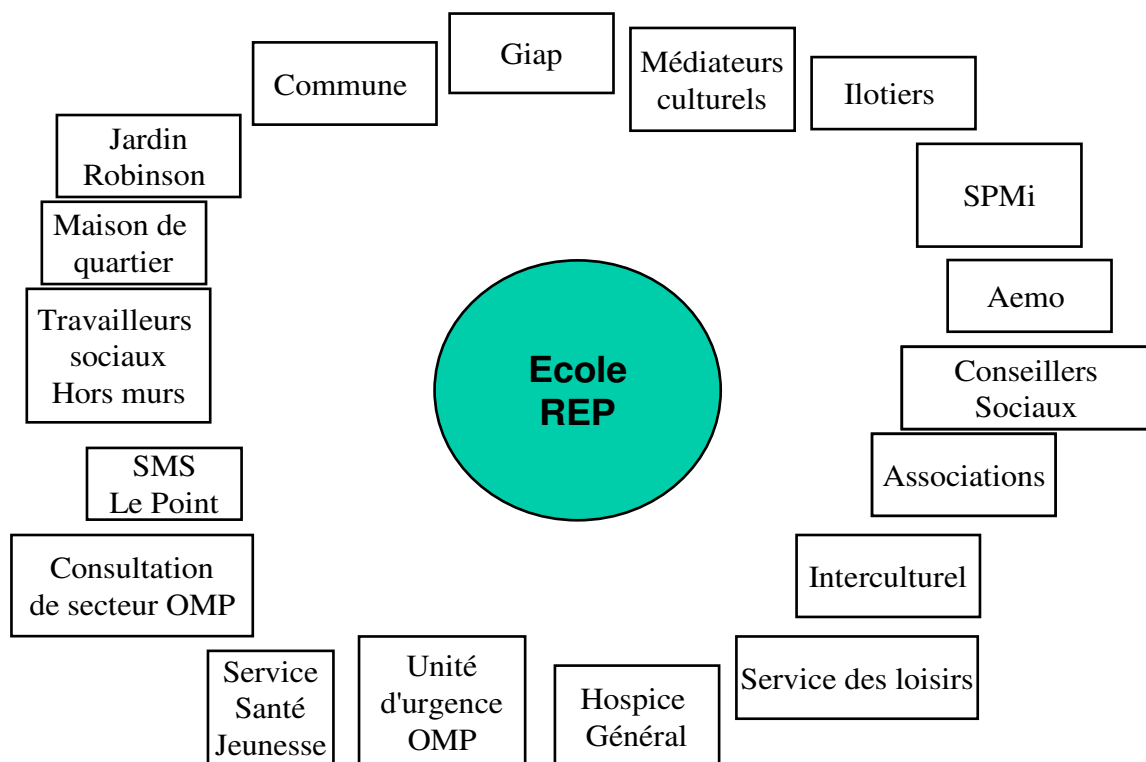 Giap
Commune
Médiateurs
culturels
Ilotiers
Jardin
Robinson
SPMi
Maison de
quartier
Aemo
Travailleurs
sociaux
Hors murs
Ecole
REP
Conseillers
Sociaux
Associations
SMS
Le Point
Consultation
de secteur OMP
Interculturel
Service
Santé
Jeunesse
Unité
d'urgence
OMP
Hospice
Général
Service des loisirs